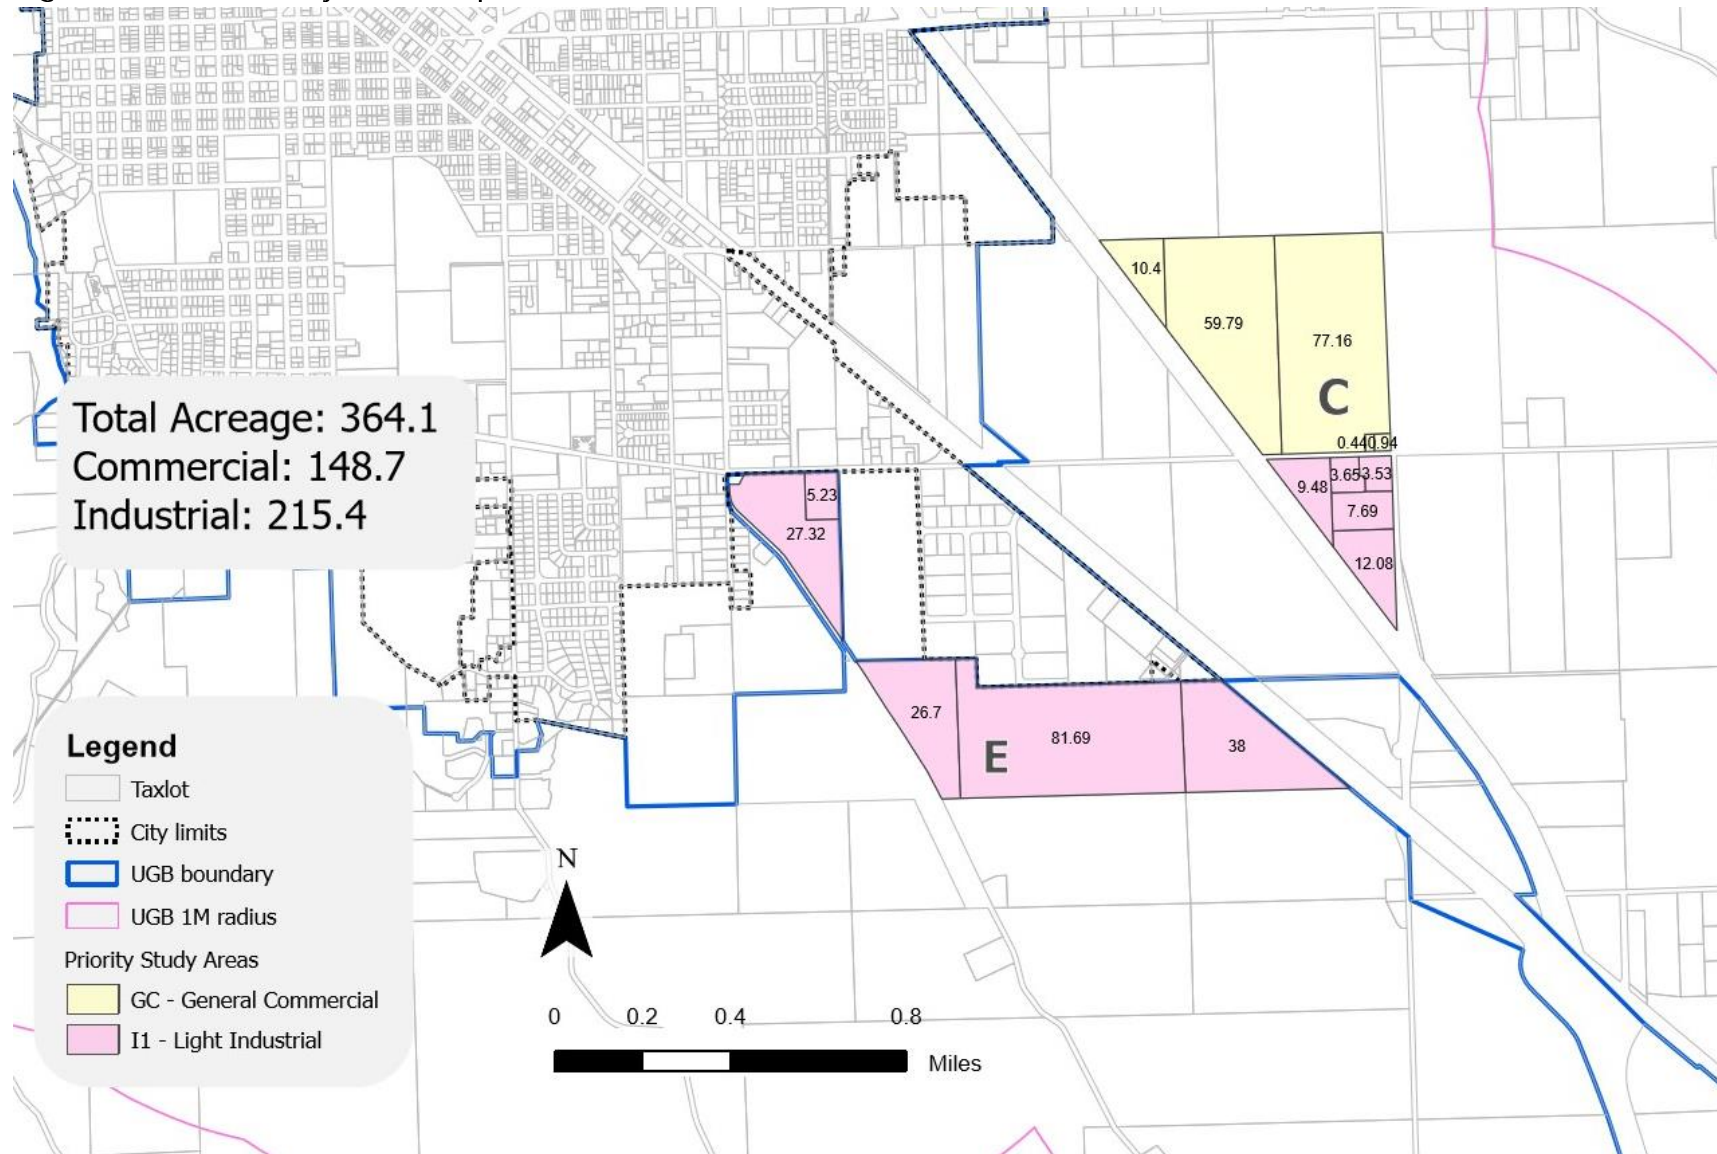 10.4
59.79
77.16
C
0.44
0.94
Total Acreage: 364.1
Commercial: 148.7
Industrial: 215.4
9.48
3.65
3.53
7.69
12.08
5.23
27.32
26.7
81.69
38
E
Legend
Taxlot
City limits
UGB boundary
UGB 1M radius
Priority Study Areas
GC - General Commercial
I1 - Light Industrial
N
0 0.2 0.4 0.8
Miles